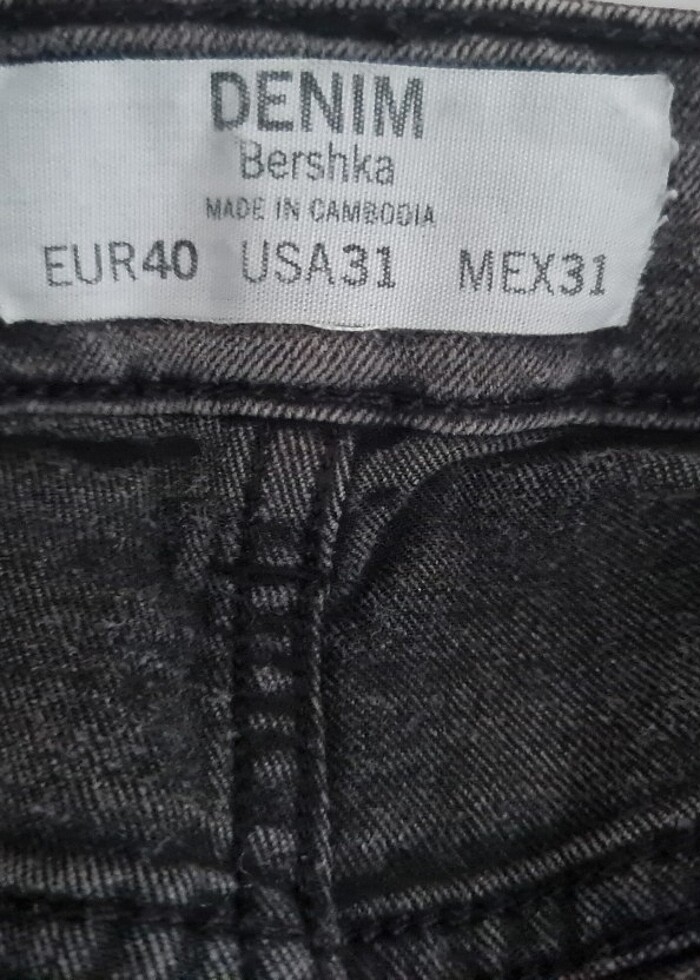 DENIM
Bershka
MADE IN CAMBODIA
EUR40 USA31 MEX31